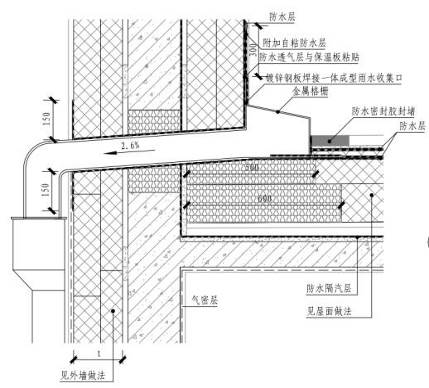 防水层
300
附加自粘防水层
防水透气层与保温板粘贴
镀锌钢板焊接一体成型雨水收集口
金属格栅
防水密封胶封堵
防水层
150
2.6%
150
500
600
防水隔汽层
气密层
见屋面做法
t
见外墙做法